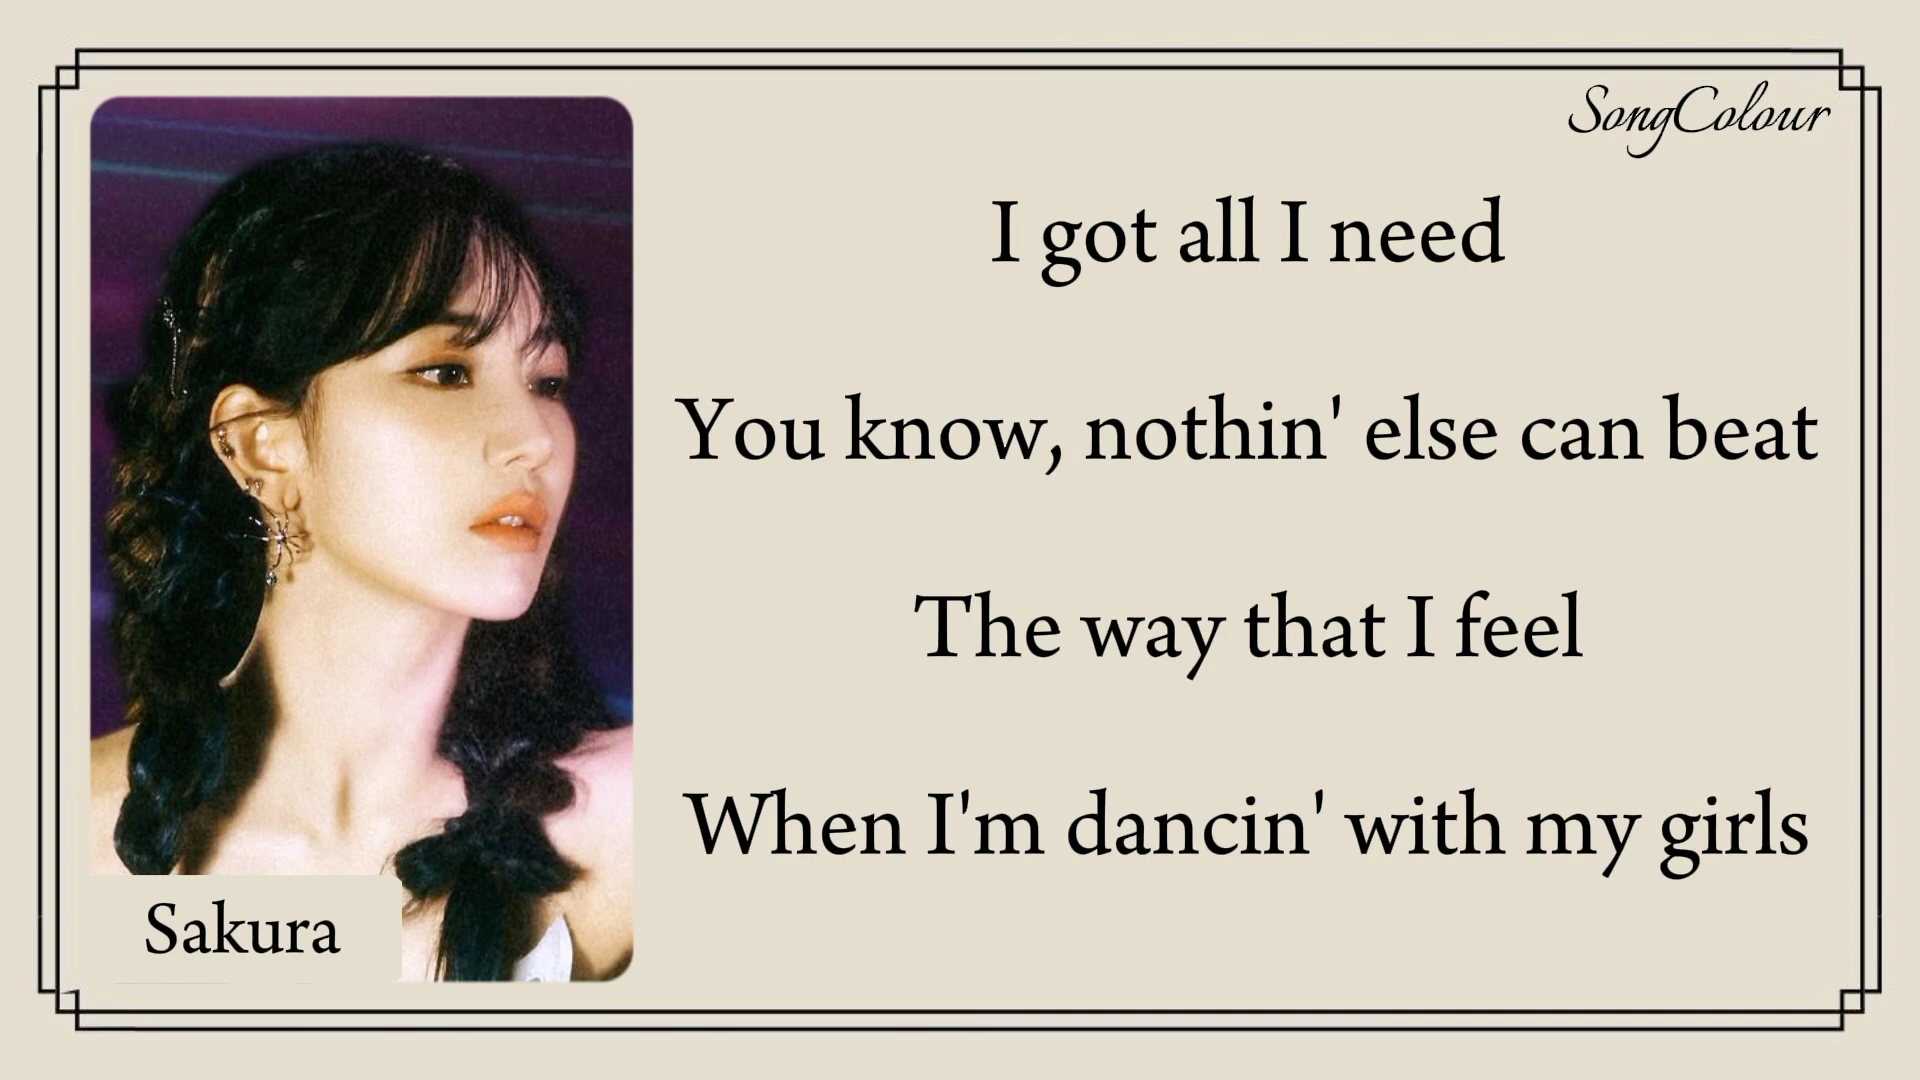 SongColour
I got all I need
You know, nothin' else can beat
The way that I feel
When I'm dancin' with my girls
Sakura